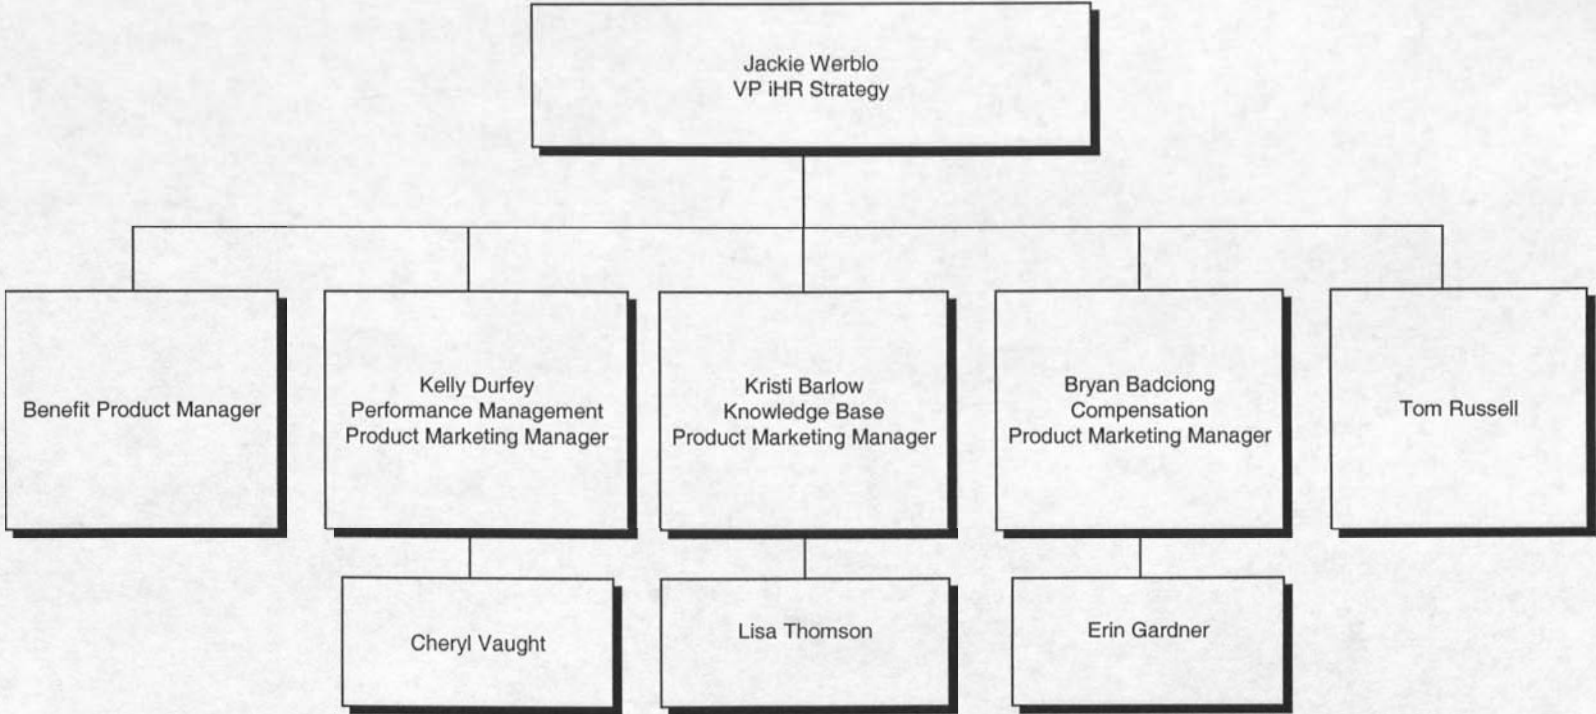 Jackie Werblo
VP iHR Strategy
Benefit Product Manager
Kelly Durfey
Performance Management
Product Marketing Manager
Kristi Barlow
Knowledge Base
Product Marketing Manager
Bryan Badciong
Compensation
Product Marketing Manager
Tom Russell
Cheryl Vaught
Lisa Thomson
Erin Gardner